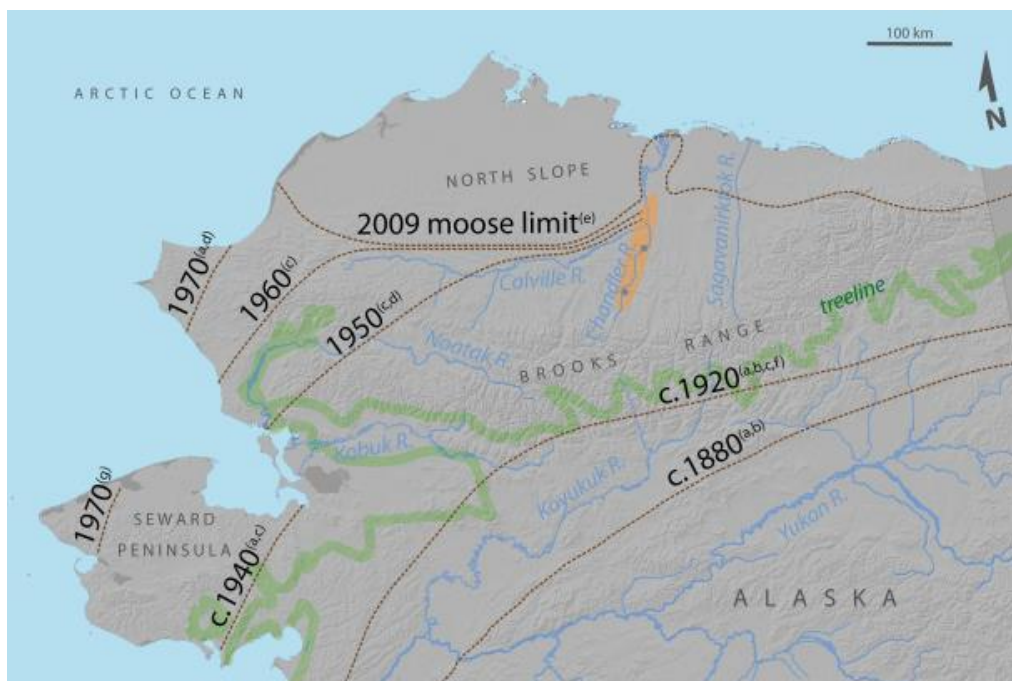 100 km
N
ARCTIC OCEAN
NORTH SLOPE
Sagavanirktok R.
2009 moose limit(e)
1970(a,d)
1960(c)
Colville R.
Chandler R.
1950(c,d)
treeline
Noatak R.
BROOKS RANGE
c.1920(a,b,c,f)
Kobuk R.
c.1880(a,b)
Koyukuk R.
1970(g)
SEWARD
PENINSULA
c.1940(a,c)
Yukon R.
ALASKA